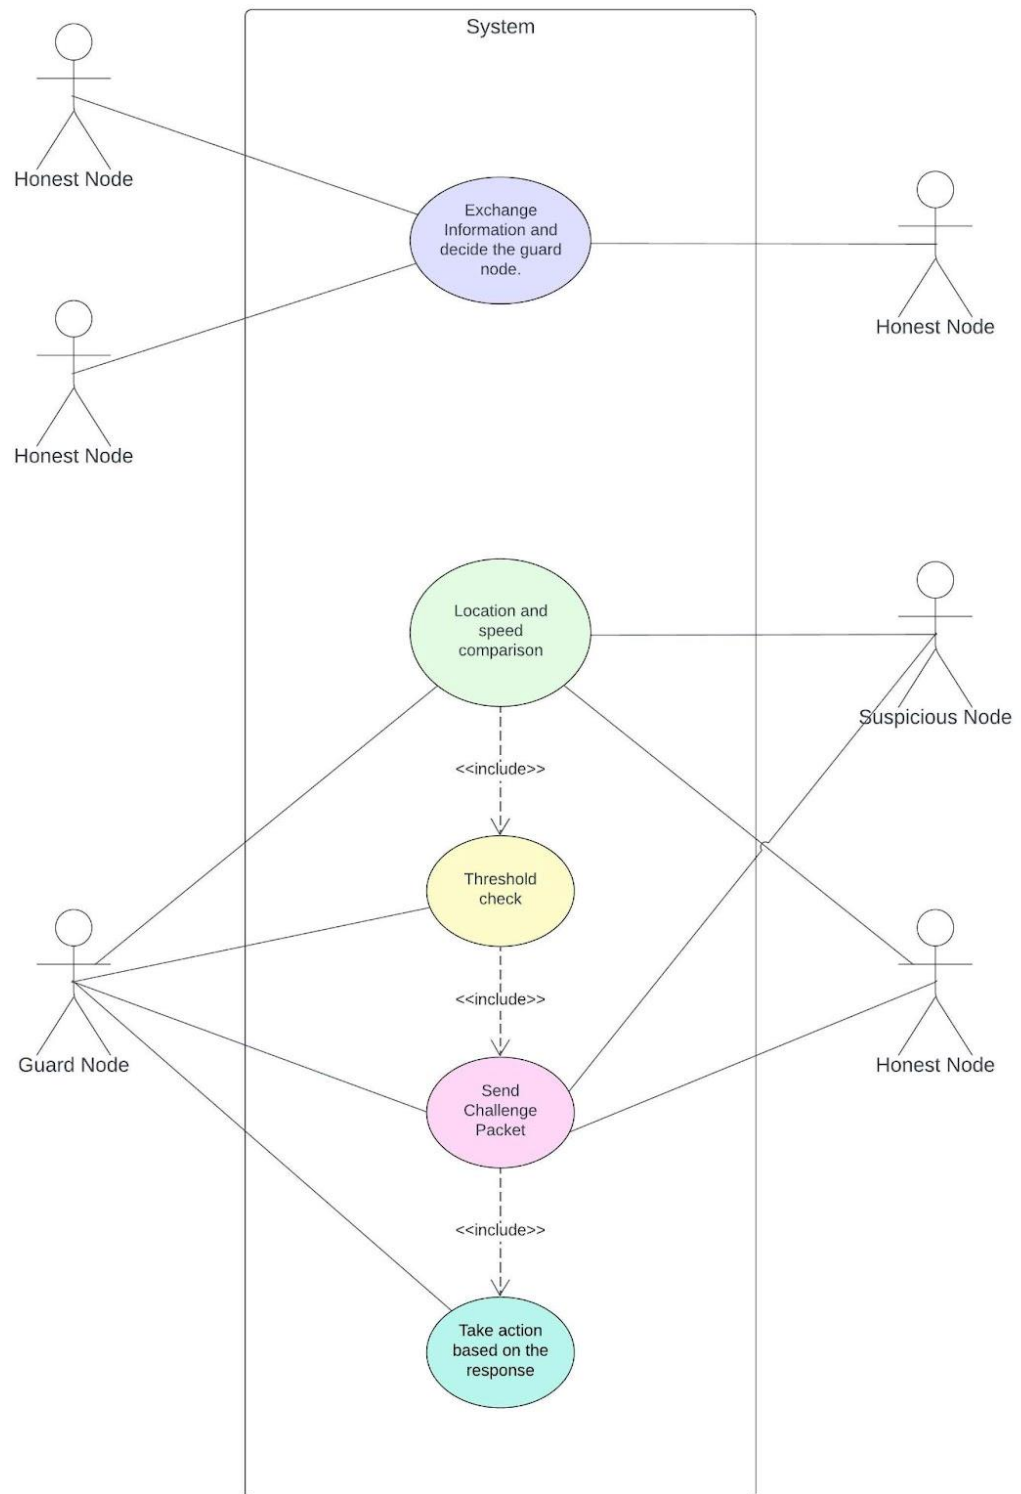 System
Honest Node
Exchange
Information and
decide the guard
node.
Honest Node
Honest Node
Location and
speed
comparison
Suspicious Node
<<include>>
Threshold
check
<<include>>
Guard Node
Honest Node
Send
Challenge
Packet
<<include>>
Take action
based on the
response